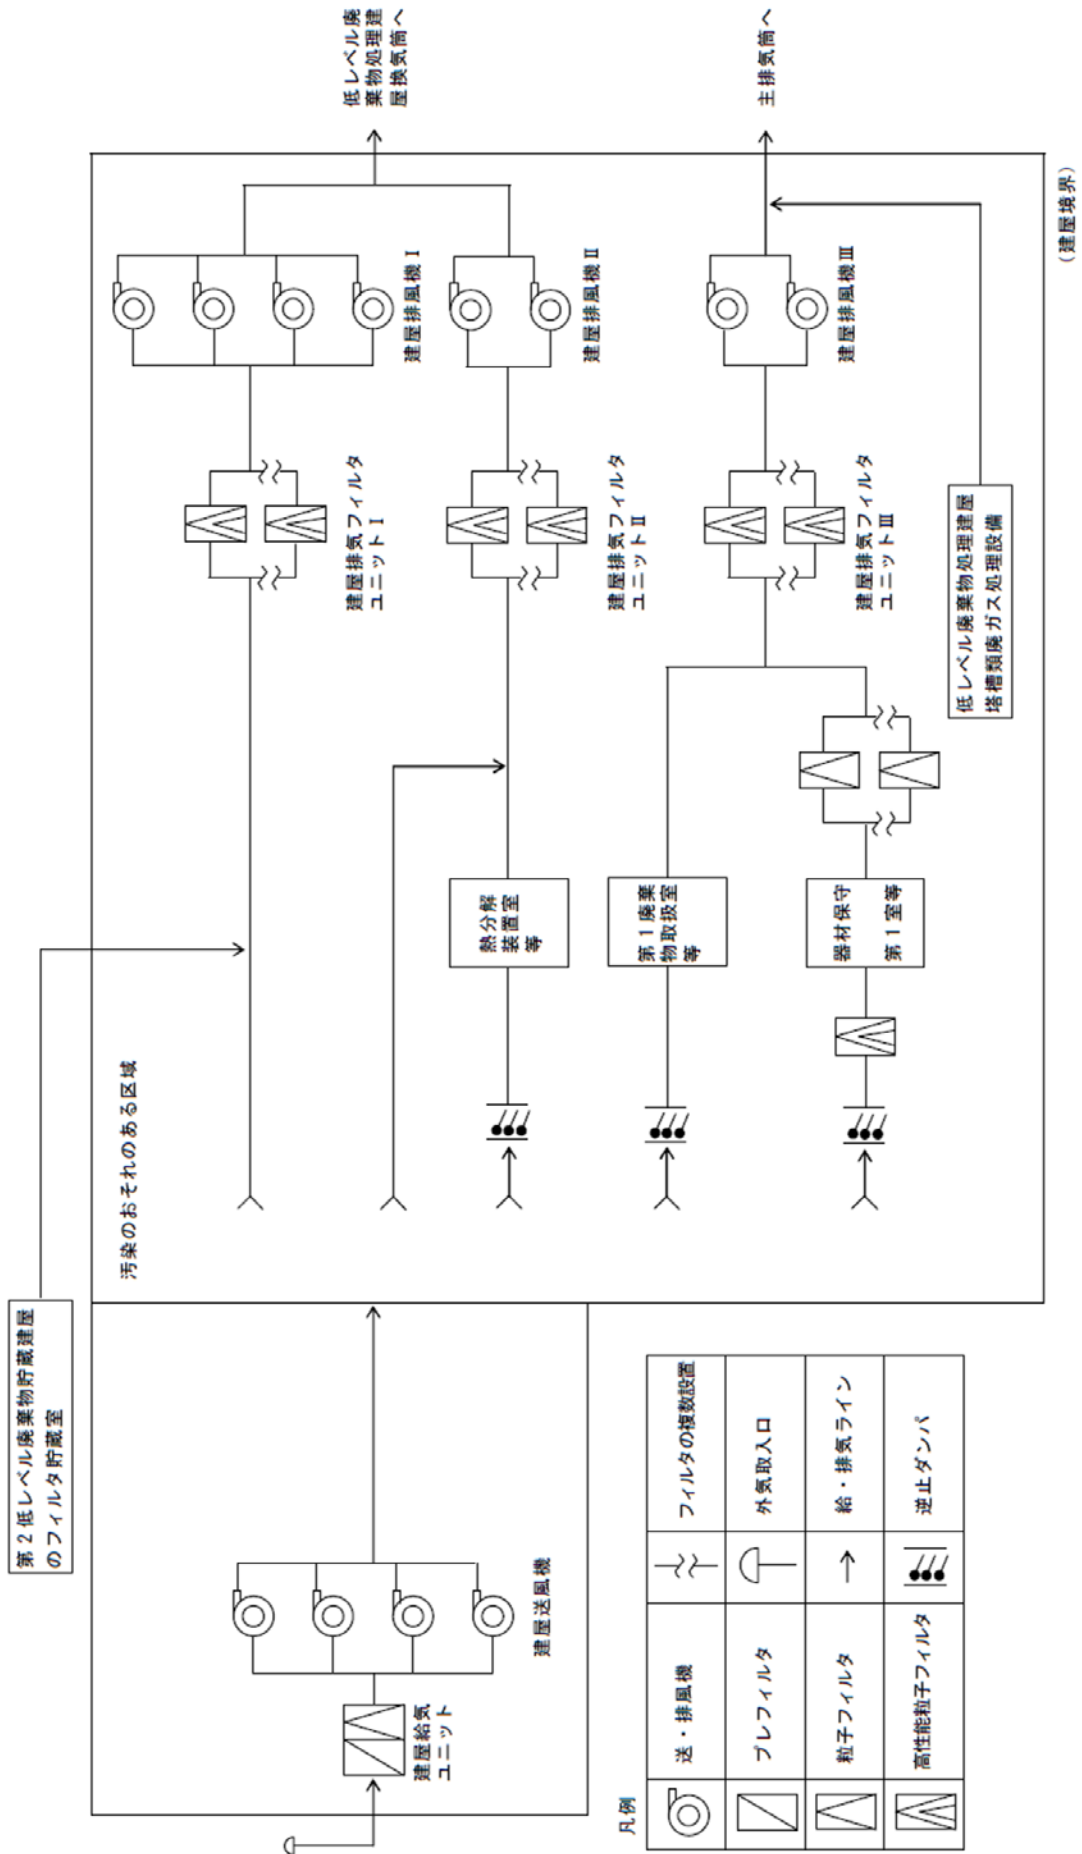 第2低レベル廃棄物貯蔵建屋
のフィルタ貯蔵室
汚染のおそれのある区域
建屋給気
ユニット
建屋送風機
熱分解
装置室
等
第1廃棄
物取扱室
等
器材保守
第1室等
建屋排気フィルタ
ユニットⅠ
建屋排気フィルタ
ユニットⅡ
建屋排気フィルタ
ユニットⅢ
建屋排風機Ⅰ
建屋排風機Ⅱ
建屋排風機Ⅲ
低レベル廃棄物処理建屋
塔槽類廃ガス処理設備
低レベル廃
棄物処理建
屋換気筒へ
主排気筒へ
(建屋境界)
凡例
送・排風機
フィルタの複数設置
プレフィルタ
外気取入口
粒子フィルタ
給・排気ライン
高性能粒子フィルタ
逆止ダンパ